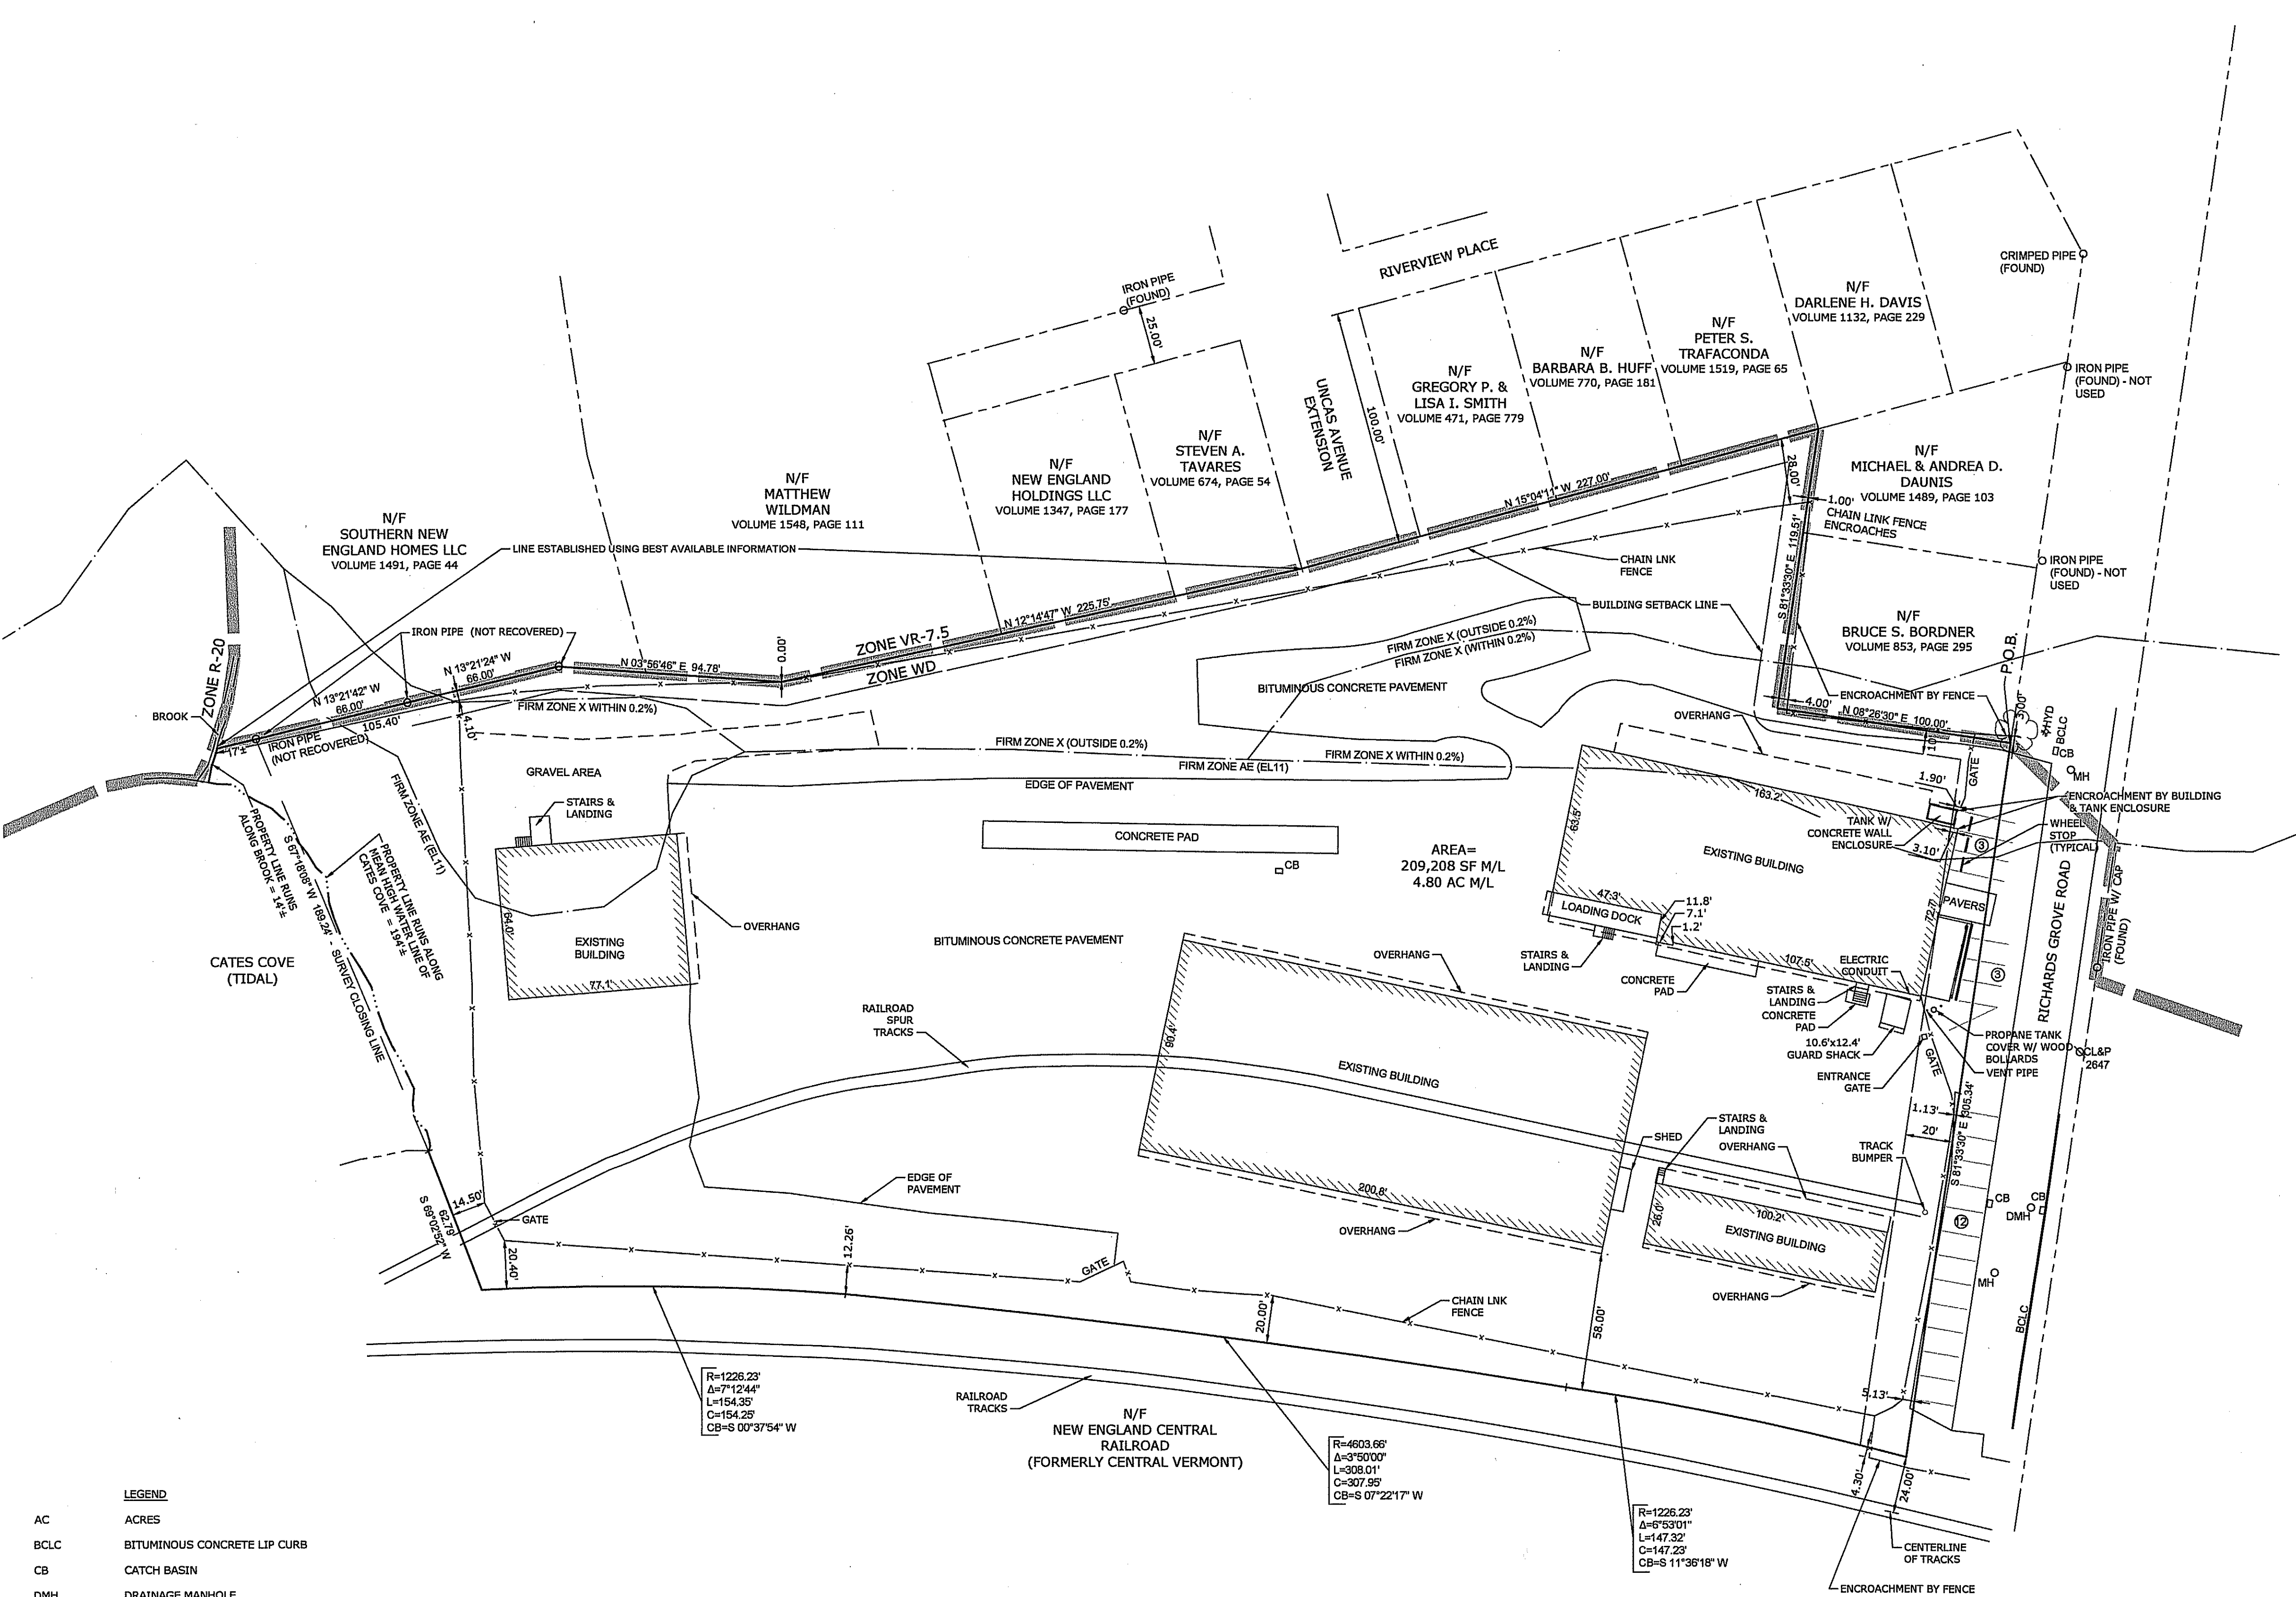 RIVERVIEW PLACE
CRIMPED PIPE
(FOUND)
IRON PIPE
(FOUND)
25.00'
UNCAS AVENUE
EXTENSION
100.00'
N/F
DARLENE H. DAVIS
VOLUME 1132, PAGE 229
N/F
PETER S.
TRAFACONDA
VOLUME 1519, PAGE 65
N/F
BARBARA B. HUFF
VOLUME 770, PAGE 181
N/F
GREGORY P. &
LISA I. SMITH
VOLUME 471, PAGE 779
IRON PIPE
(FOUND) - NOT
USED
N/F
STEVEN A.
TAVARES
VOLUME 674, PAGE 54
N/F
NEW ENGLAND
HOLDINGS LLC
VOLUME 1347, PAGE 177
N/F
MATTHEW
WILDMAN
VOLUME 1548, PAGE 111
N/F
SOUTHERN NEW
ENGLAND HOMES LLC
VOLUME 1491, PAGE 44
LINE ESTABLISHED USING BEST AVAILABLE INFORMATION
N/F
MICHAEL & ANDREA D.
DAUNIS
VOLUME 1489, PAGE 103
28.00'
1.00'
CHAIN LINK FENCE
ENCROACHES
N 15°04'11" W 227.00'
S 81°33'30" E 119.51'
IRON PIPE
(FOUND) - NOT
USED
CHAIN LNK
FENCE
BUILDING SETBACK LINE
N/F
BRUCE S. BORDNER
VOLUME 853, PAGE 295
P.O.B.
ZONE R-20
IRON PIPE (NOT RECOVERED)
N 12°14'47" W 225.75'
ZONE VR-7.5
ZONE WD
0.00'
N 03°56'46" E 94.78'
N 13°21'24" W
66.00'
N 13°21'42" W
66.00'
105.40'
BROOK
17'±
IRON PIPE
(NOT RECOVERED)
4.10'
FIRM ZONE X WITHIN 0.2%)
FIRM ZONE X (OUTSIDE 0.2%)
FIRM ZONE X (WITHIN 0.2%)
BITUMINOUS CONCRETE PAVEMENT
ENCROACHMENT BY FENCE
4.00'
N 08°26'30" E 100.00'
3.00'
HYD
BCLC
CB
MH
OVERHANG
10'
GATE
FIRM ZONE X (OUTSIDE 0.2%)
FIRM ZONE X WITHIN 0.2%)
FIRM ZONE AE (EL11)
EDGE OF PAVEMENT
GRAVEL AREA
FIRM ZONE AE (EL11)
STAIRS &
LANDING
CONCRETE PAD
CB
1.90'
ENCROACHMENT BY BUILDING
& TANK ENCLOSURE
WHEEL
STOP
(TYPICAL)
163.2'
63.5'
TANK W/
CONCRETE WALL
ENCLOSURE
3.10'
3
AREA=
209,208 SF M/L
4.80 AC M/L
EXISTING BUILDING
PROPERTY LINE RUNS
ALONG BROOK = 14'±
S 67°16'08" W 189.24' - SURVEY CLOSING LINE
PROPERTY LINE RUNS ALONG
MEAN HIGH WATER LINE OF
CATES COVE = 194'±
CATES COVE
(TIDAL)
64.0'
EXISTING
BUILDING
77.1'
OVERHANG
BITUMINOUS CONCRETE PAVEMENT
47.3'
LOADING DOCK
11.8'
7.1'
1.2'
72.7'
PAVERS
RICHARDS GROVE ROAD
IRON PIPE W/ CAP
(FOUND)
STAIRS &
LANDING
CONCRETE
PAD
107.5'
ELECTRIC
CONDUIT
3
STAIRS &
LANDING
CONCRETE
PAD
10.6'x12.4'
GUARD SHACK
ENTRANCE
GATE
GATE
PROPANE TANK
COVER W/ WOOD
BOLLARDS
VENT PIPE
CL&P
2647
OVERHANG
RAILROAD
SPUR
TRACKS
90.4'
EXISTING BUILDING
200.8'
OVERHANG
SHED
STAIRS &
LANDING
OVERHANG
TRACK
BUMPER
1.13'
20'
S 81°33'30" E 305.34'
26.0'
100.2'
EXISTING BUILDING
OVERHANG
CB
CB
DMH
12
MH
BCLC
EDGE OF
PAVEMENT
14.50'
GATE
62.79'
S 69°02'52" W
20.40'
12.26'
GATE
20.00'
CHAIN LNK
FENCE
58.00'
5.13'
4.30'
24.00'
R=1226.23'
Δ=7°12'44"
L=154.35'
C=154.25'
CB=S 00°37'54" W
RAILROAD
TRACKS
N/F
NEW ENGLAND CENTRAL
RAILROAD
(FORMERLY CENTRAL VERMONT)
R=4603.66'
Δ=3°50'00"
L=308.01'
C=307.95'
CB=S 07°22'17" W
R=1226.23'
Δ=6°53'01"
L=147.32'
C=147.23'
CB=S 11°36'18" W
CENTERLINE
OF TRACKS
ENCROACHMENT BY FENCE
LEGEND
AC ACRES
BCLC BITUMINOUS CONCRETE LIP CURB
CB CATCH BASIN
DMH DRAINAGE MANHOLE